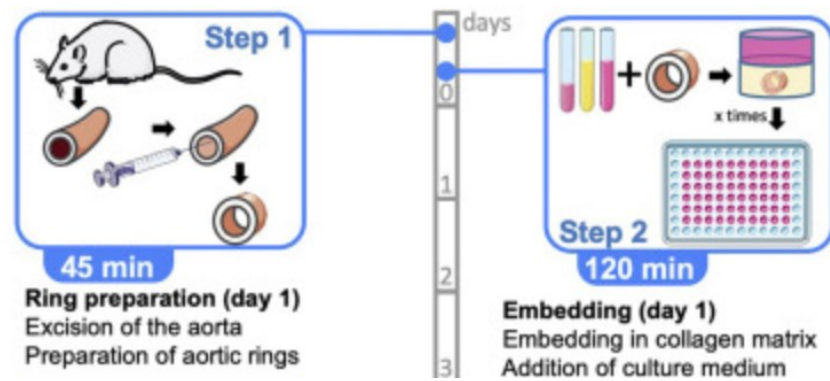 Step 1
45 min
Ring preparation (day 1)
Excision of the aorta
Preparation of aortic rings
days
0
1
2
3
x times
Step 2
120 min
Embedding (day 1)
Embedding in collagen matrix
Addition of culture medium